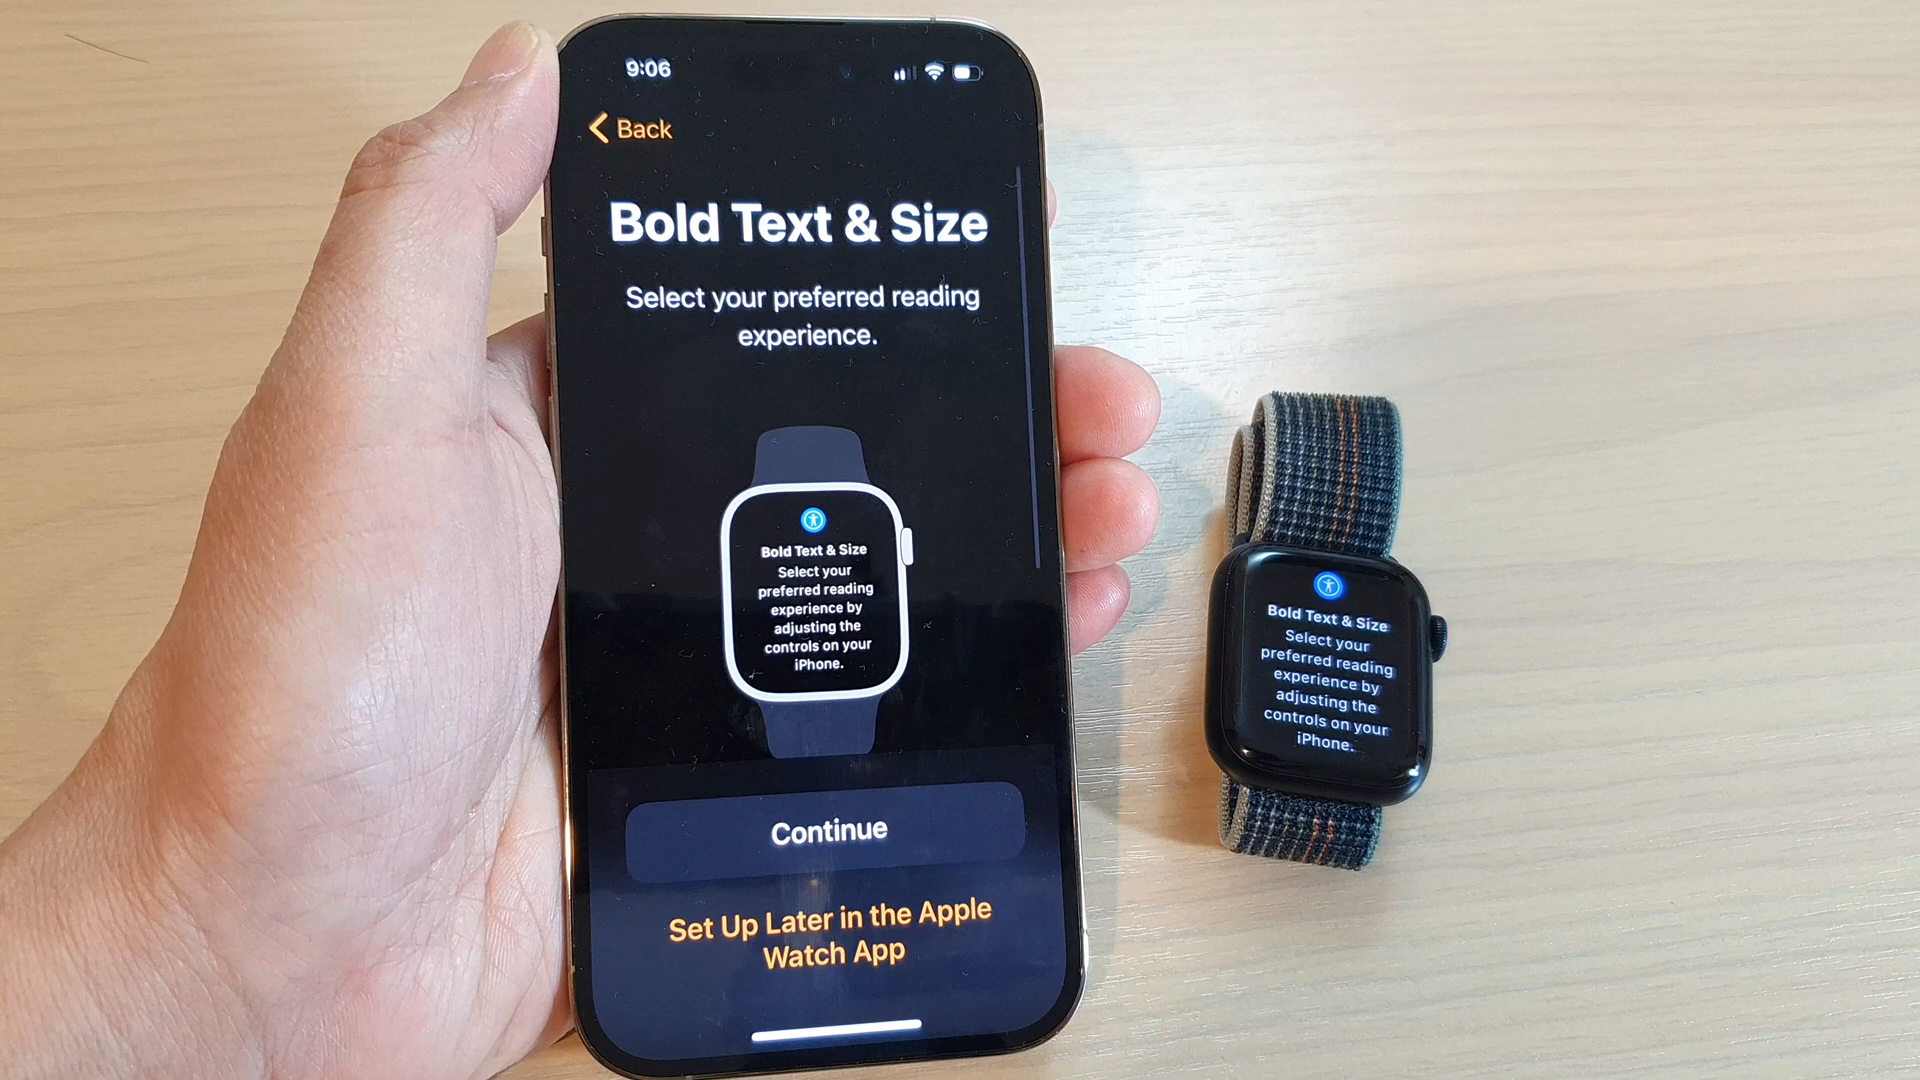 9:06
Back
Bold Text & Size
Select your preferred reading
experience.
Bold Text & Size
Select your
preferred reading
experience by
adjusting the
controls on your
iPhone.
Continue
Set Up Later in the Apple
Watch App
Bold Text & Size
Select your
preferred reading
experience by
adjusting the
controls on your
iPhone.